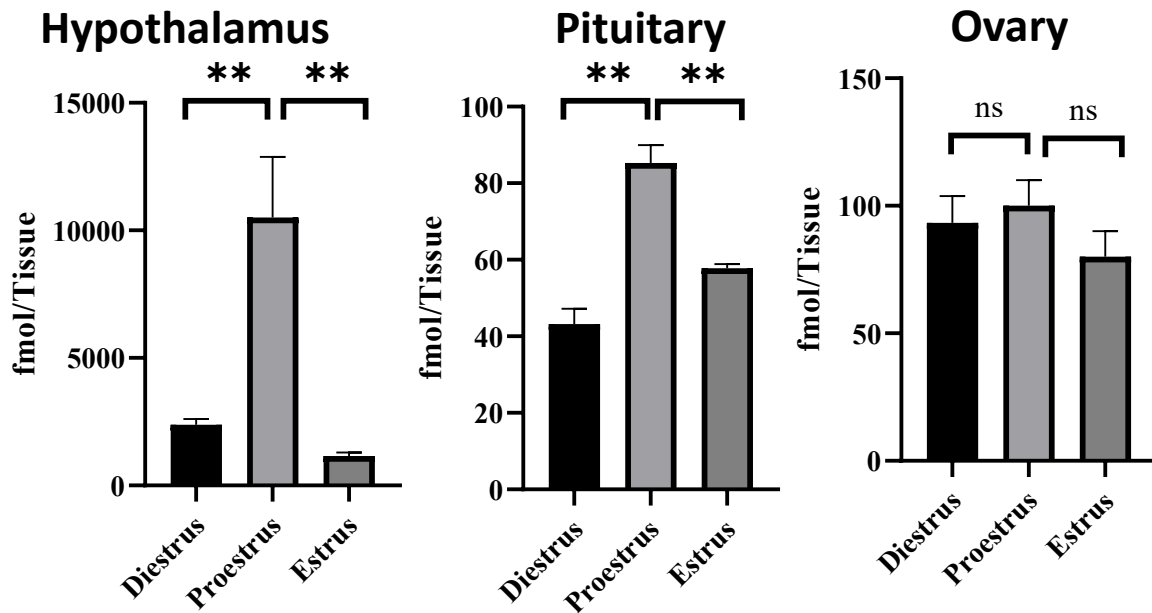 Hypothalamus
** **
15000
10000
5000
0
fmol/Tissue
Diestrus
Proestrus
Estrus
Pituitary
** **
100
80
60
40
20
0
fmol/Tissue
Diestrus
Proestrus
Estrus
Ovary
ns ns
150
100
50
0
fmol/Tissue
Diestrus
Proestrus
Estrus